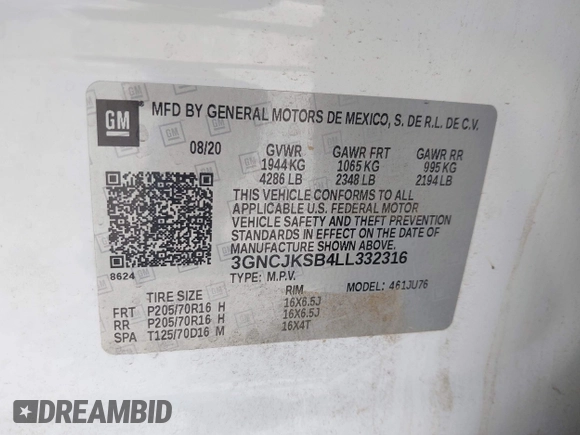 GM MFD BY GENERAL MOTORS DE MEXICO, S. DE R.L. DE C.V.
08/20 GVWR GAWR FRT GAWR RR
1944 KG 1065 KG 995 KG
4286 LB 2348 LB 2194 LB
THIS VEHICLE CONFORMS TO ALL
APPLICABLE U.S. FEDERAL MOTOR
VEHICLE SAFETY AND THEFT PREVENTION
STANDARDS IN EFFECT ON THE DATE OF
MANUFACTURE SHOWN ABOVE.
8624 3GNCJKSB4LL332316
TYPE: M.P.V. MODEL: 461JU76
TIRE SIZE RIM
FRT P205/70R16 H 16X6.5J
RR P205/70R16 H 16X6.5J
SPA T125/70D16 M 16X4T
DREAMBID